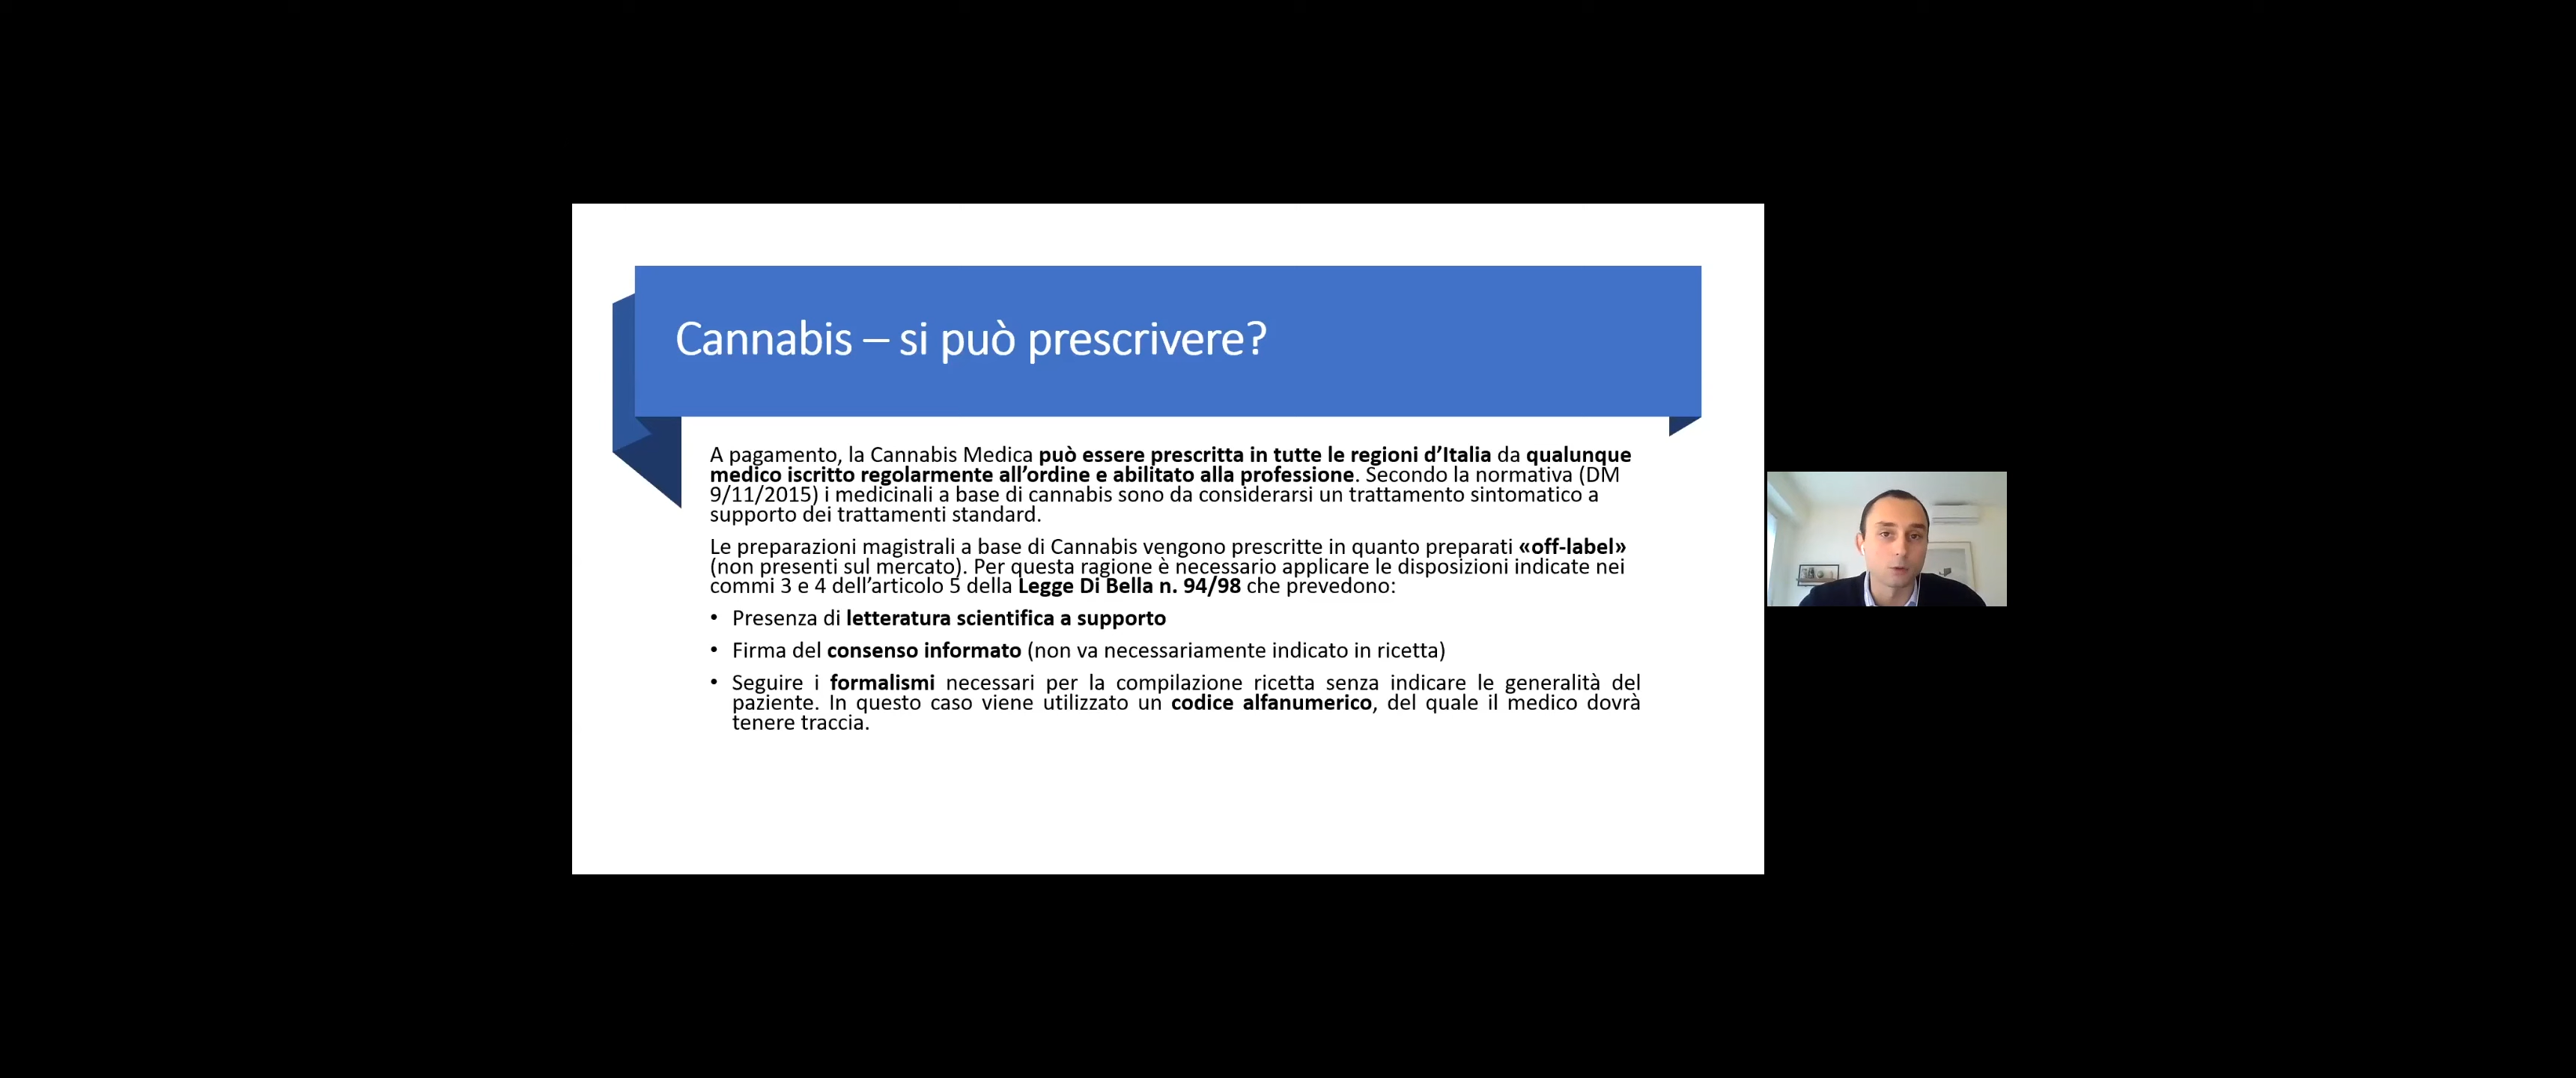 Cannabis – si può prescrivere?
A pagamento, la Cannabis Medica può essere prescritta in tutte le regioni d’Italia da qualunque
medico iscritto regolarmente all’ordine e abilitato alla professione. Secondo la normativa (DM
9/11/2015) i medicinali a base di cannabis sono da considerarsi un trattamento sintomatico a
supporto dei trattamenti standard.
Le preparazioni magistrali a base di Cannabis vengono prescritte in quanto preparati «off-label»
(non presenti sul mercato). Per questa ragione è necessario applicare le disposizioni indicate nei
commi 3 e 4 dell’articolo 5 della Legge Di Bella n. 94/98 che prevedono:
• Presenza di letteratura scientifica a supporto
• Firma del consenso informato (non va necessariamente indicato in ricetta)
• Seguire i formalismi necessari per la compilazione ricetta senza indicare le generalità del
paziente. In questo caso viene utilizzato un codice alfanumerico, del quale il medico dovrà
tenere traccia.